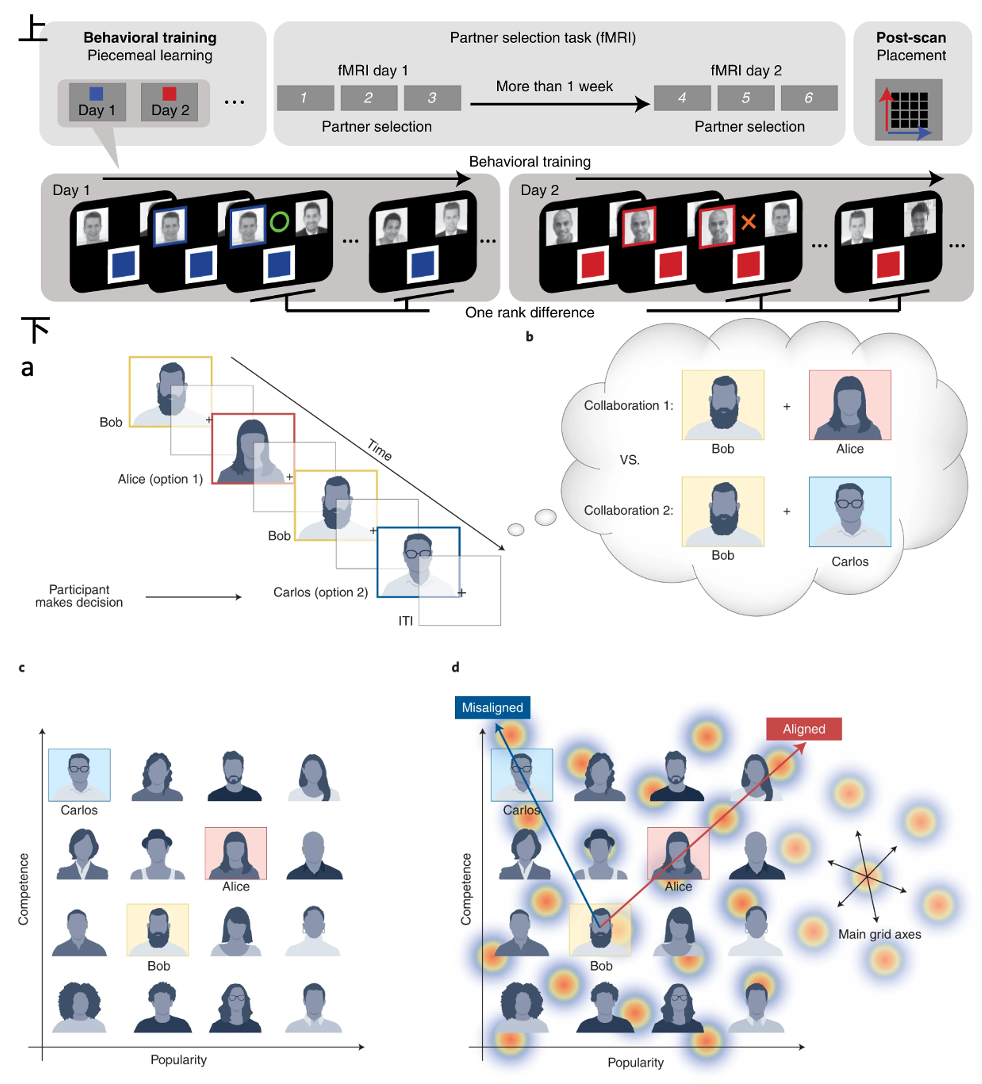 上
Behavioral training
Piecemeal learning
Day 1
Day 2
...
Partner selection task (fMRI)
fMRI day 1
1
2
3
Partner selection
More than 1 week
fMRI day 2
4
5
6
Partner selection
Post-scan
Placement
Behavioral training
Day 1
...
...
Day 2
...
...
One rank difference
下
a
Bob
+
Alice (option 1)
+
Bob
+
Carlos (option 2)
+
ITI
Time
Participant
makes decision
b
Collaboration 1:
+
Bob
Alice
VS.
Collaboration 2:
+
Bob
Carlos
c
Competence
Carlos
Alice
Bob
Popularity
d
Misaligned
Aligned
Competence
Carlos
Alice
Bob
Main grid axes
Popularity